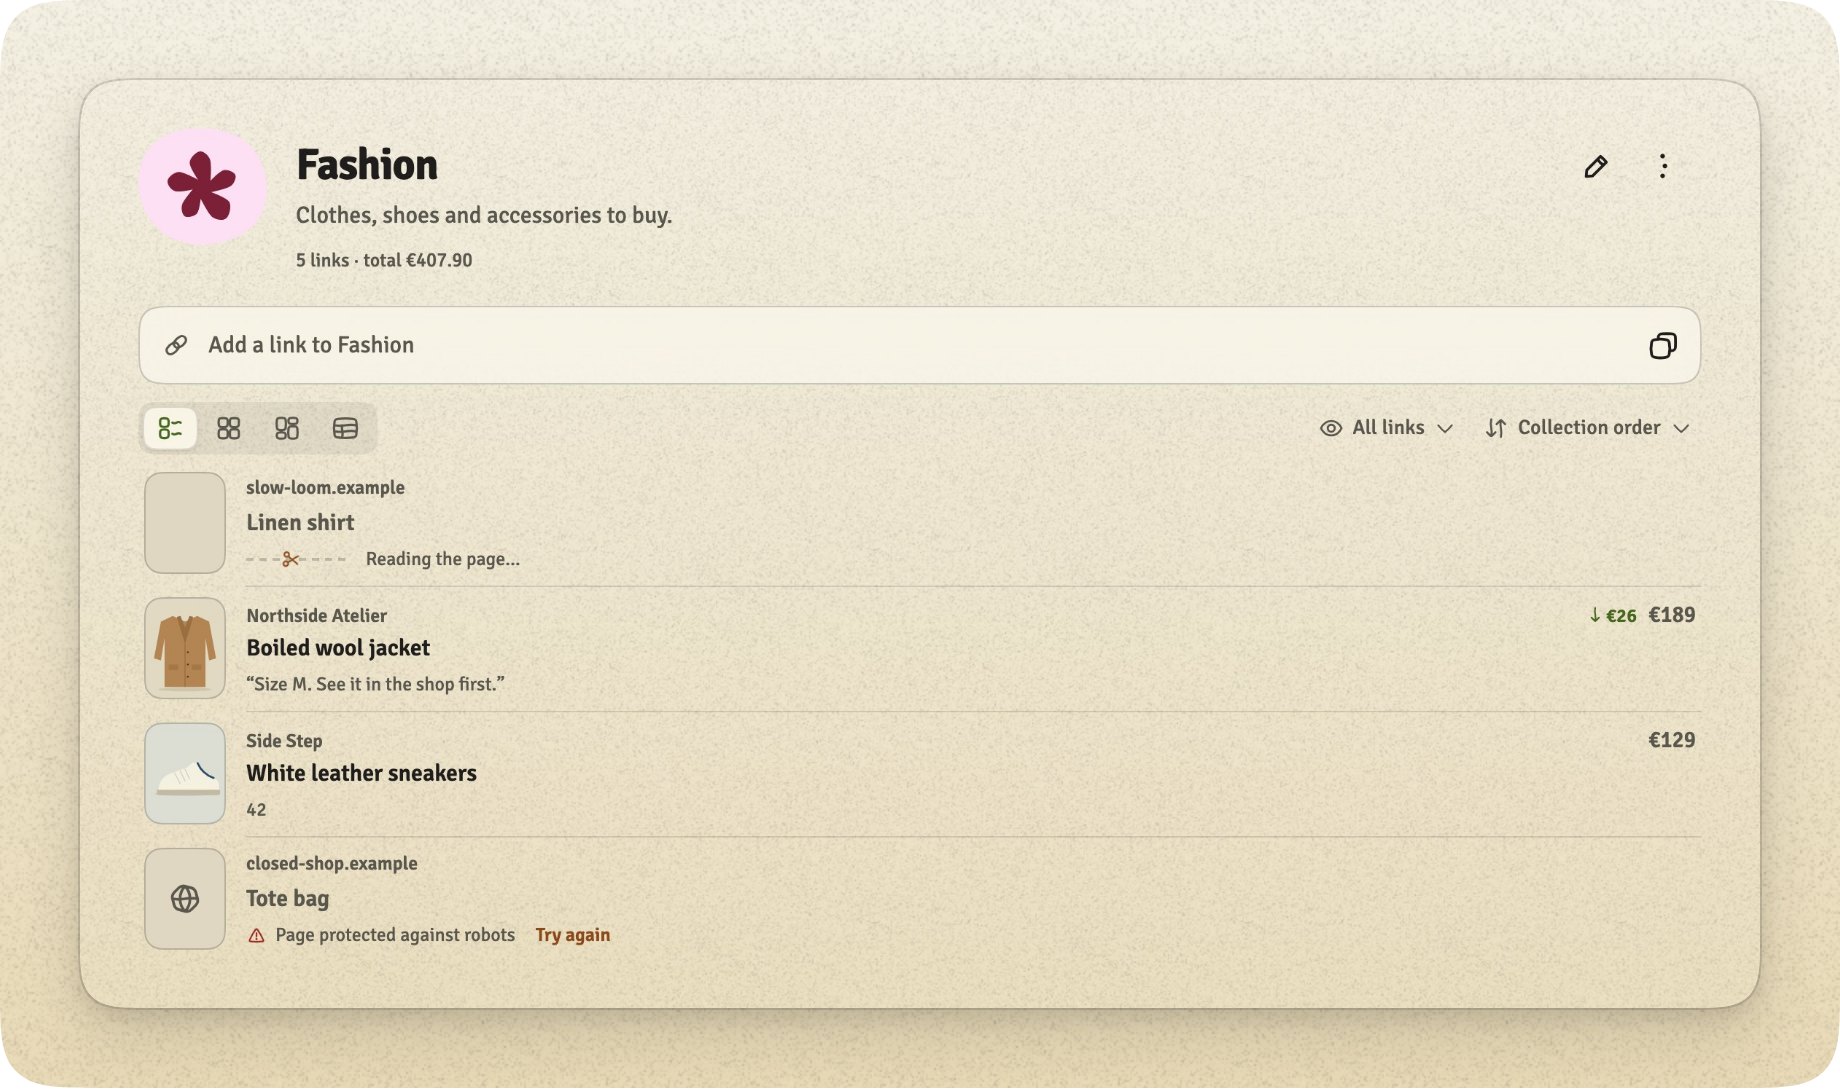 Fashion
Clothes, shoes and accessories to buy.
5 links · total €407.90
Add a link to Fashion
All links
Collection order
slow-loom.example
Linen shirt
Reading the page...
Northside Atelier
↓ €26 €189
Boiled wool jacket
“Size M. See it in the shop first.”
Side Step
€129
White leather sneakers
42
closed-shop.example
Tote bag
Page protected against robots Try again